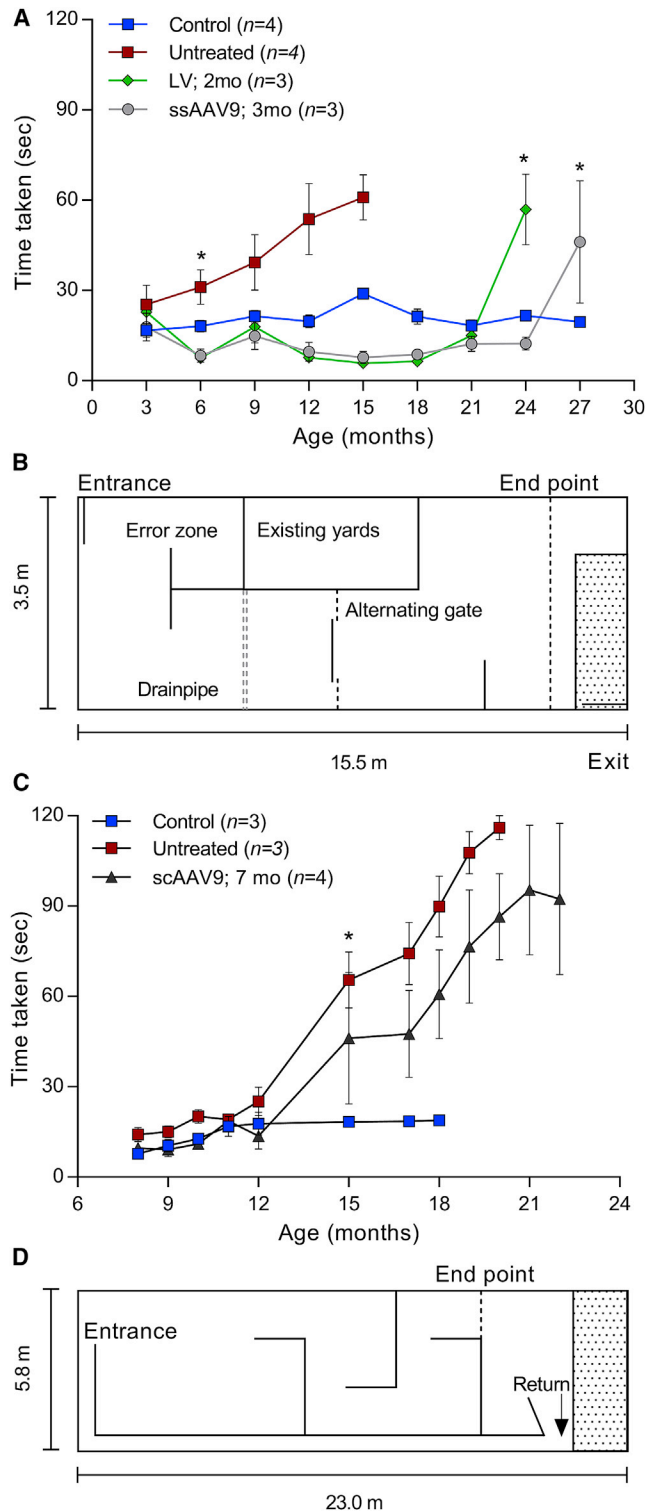 A
120
90
60
30
0
Time taken (sec)
Control (n=4)
Untreated (n=4)
LV; 2mo (n=3)
ssAAV9; 3mo (n=3)
*
*
*
0 3 6 9 12 15 18 21 24 27 30
Age (months)
B
Entrance
End point
Error zone
Existing yards
3.5 m
Alternating gate
Drainpipe
15.5 m
Exit
C
120
90
60
30
0
Time taken (sec)
Control (n=3)
Untreated (n=3)
scAAV9; 7 mo (n=4)
*
6 9 12 15 18 21 24
Age (months)
D
End point
Entrance
5.8 m
Return
23.0 m